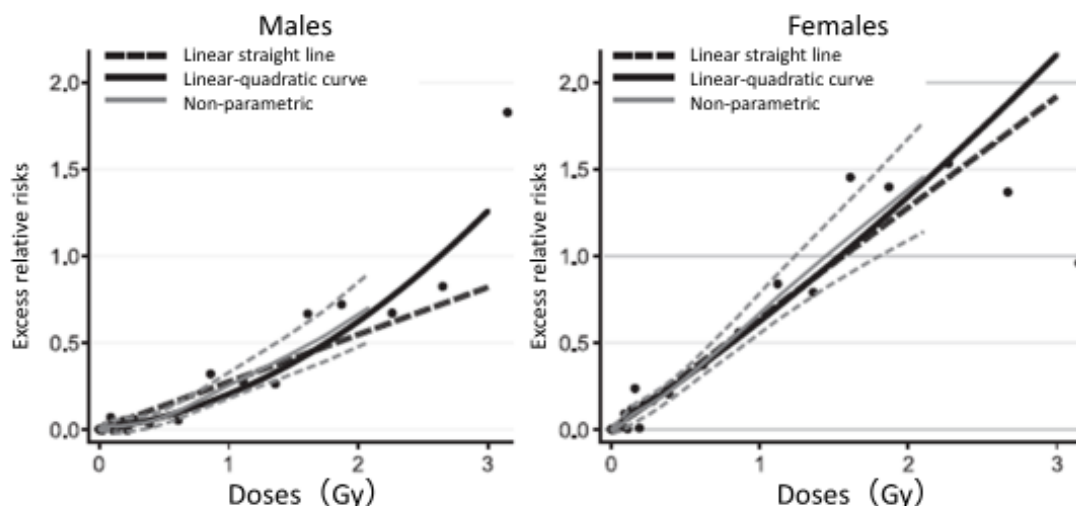 Males
Linear straight line
Linear-quadratic curve
Non-parametric
2.0
1.5
1.0
0.5
0.0
Excess relative risks
0
1
2
3
Doses（Gy）
Females
Linear straight line
Linear-quadratic curve
Non-parametric
2.0
1.5
1.0
0.5
0.0
Excess relative risks
0
1
2
3
Doses（Gy）